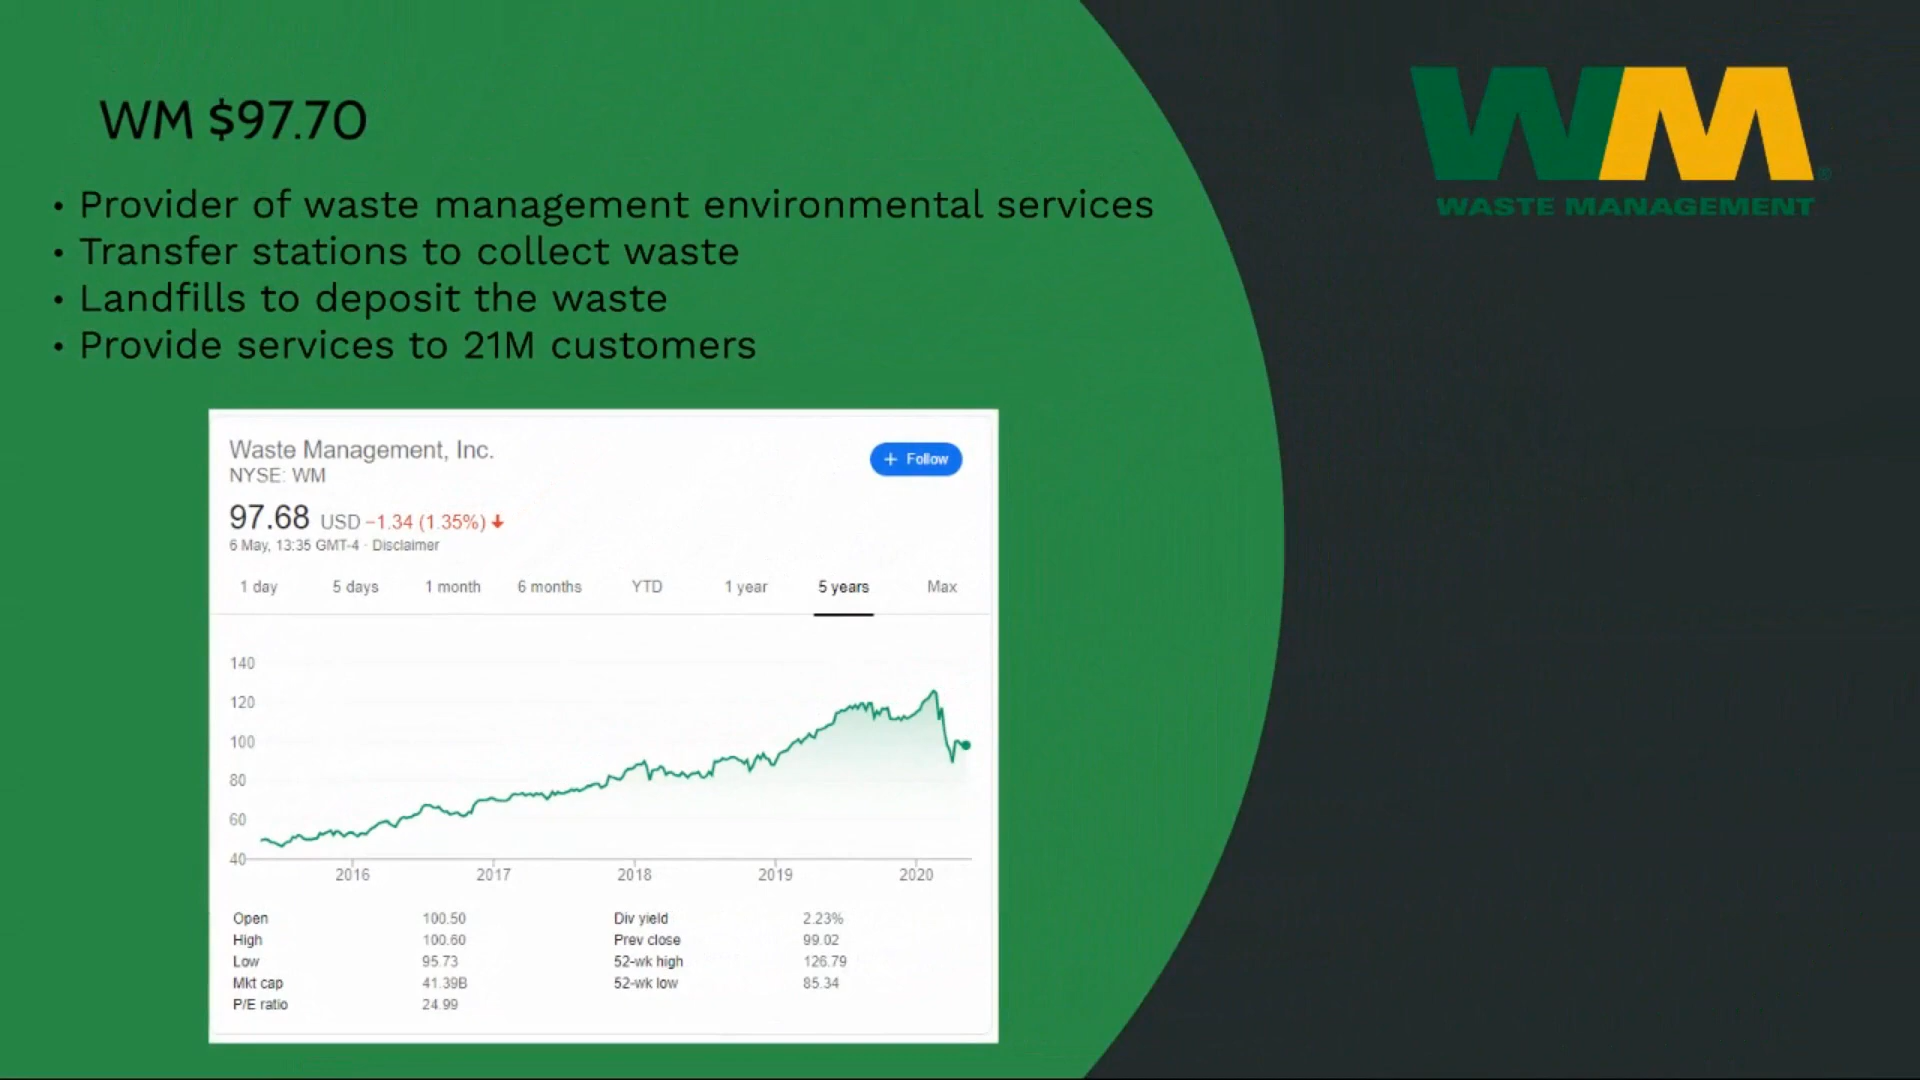 WM $97.70
• Provider of waste management environmental services
• Transfer stations to collect waste
• Landfills to deposit the waste
• Provide services to 21M customers
WM®
WASTE MANAGEMENT
Waste Management, Inc.
NYSE: WM
+ Follow
97.68 USD −1.34 (1.35%) ↓
6 May, 13:35 GMT-4 · Disclaimer
1 day 5 days 1 month 6 months YTD 1 year 5 years Max
140
120
100
80
60
40
2016 2017 2018 2019 2020
Open 100.50 Div yield 2.23%
High 100.60 Prev close 99.02
Low 95.73 52-wk high 126.79
Mkt cap 41.39B 52-wk low 85.34
P/E ratio 24.99